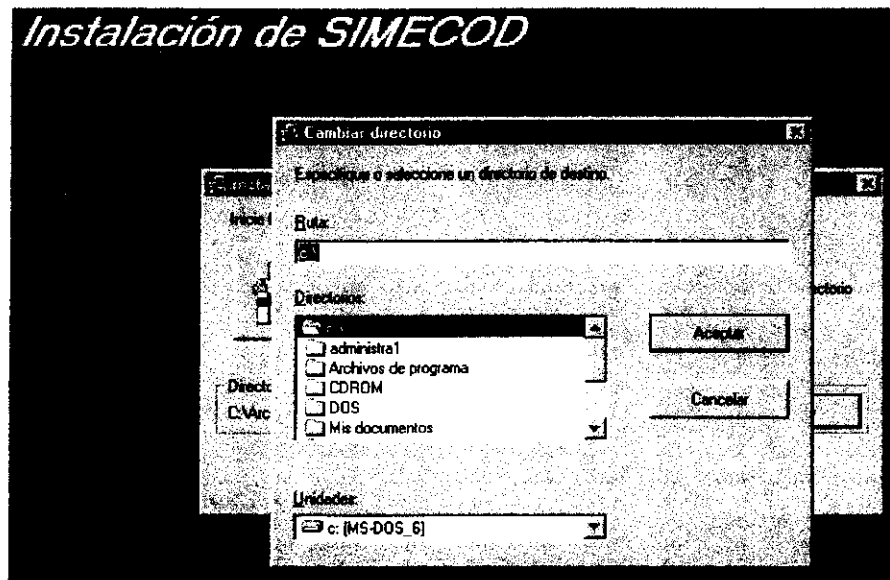 Instalación de SIMECOD
Cambiar directorio
Especifique o seleccione un directorio de destino.
Inicie l
Ruta:
c:\
Directorios:
c:\
administra1
Archivos de programa
CDROM
DOS
Mis documentos
Aceptar
Cancelar
Directo
C:\Arc
Unidades:
c: [MS-DOS_6]